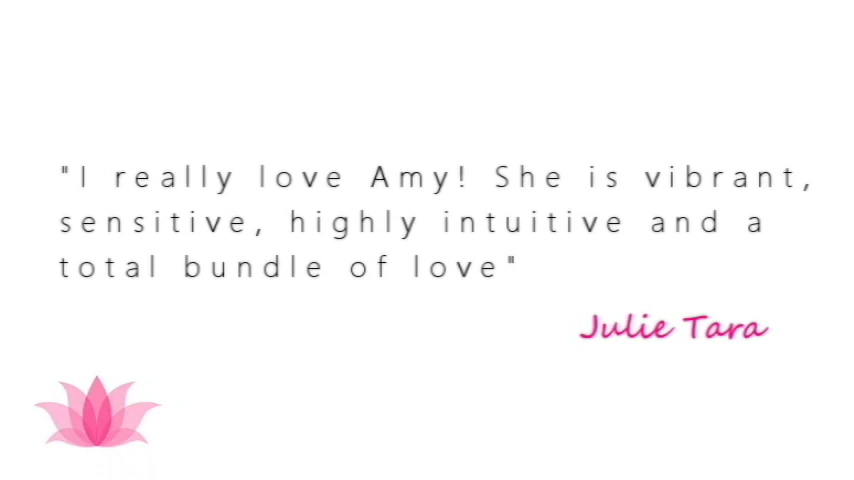 "I really love Amy! She is vibrant,
sensitive, highly intuitive and a
total bundle of love"
Julie Tara